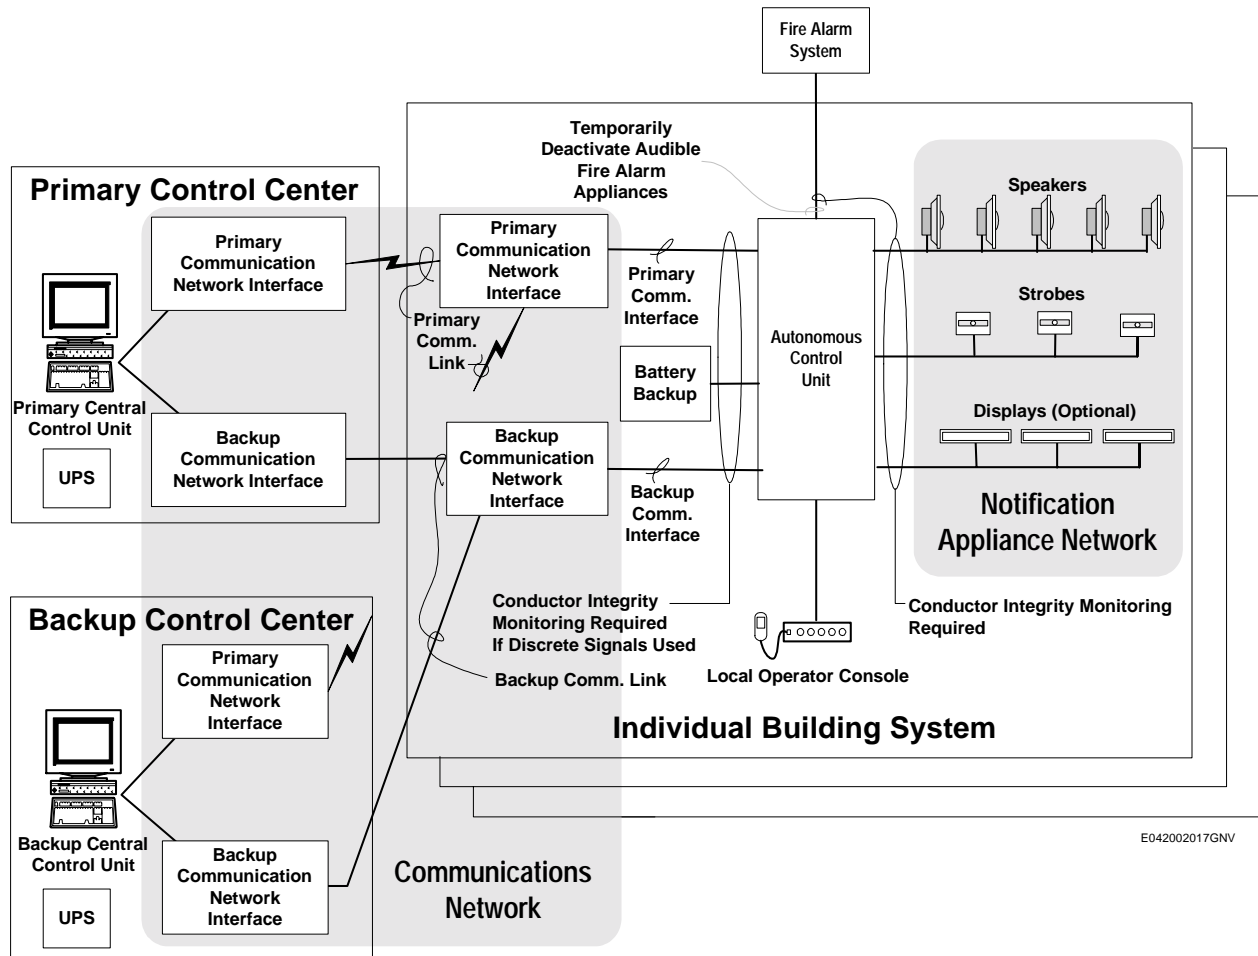 Fire Alarm
System
Temporarily
Deactivate Audible
Fire Alarm
Appliances
Primary Control Center
Primary
Communication
Network Interface
Primary
Communication
Network
Interface
Primary
Comm.
Interface
Primary
Comm.
Link
Primary Central
Control Unit
UPS
Backup
Communication
Network Interface
Backup
Communication
Network
Interface
Battery
Backup
Backup
Comm.
Interface
Autonomous
Control
Unit
Speakers
Strobes
Displays (Optional)
Notification
Appliance Network
Conductor Integrity
Monitoring Required
If Discrete Signals Used
Conductor Integrity Monitoring
Required
Backup Comm. Link
Local Operator Console
Individual Building System
Backup Control Center
Primary
Communication
Network
Interface
Backup Central
Control Unit
UPS
Backup
Communication
Network
Interface
Communications
Network
E042002017GNV